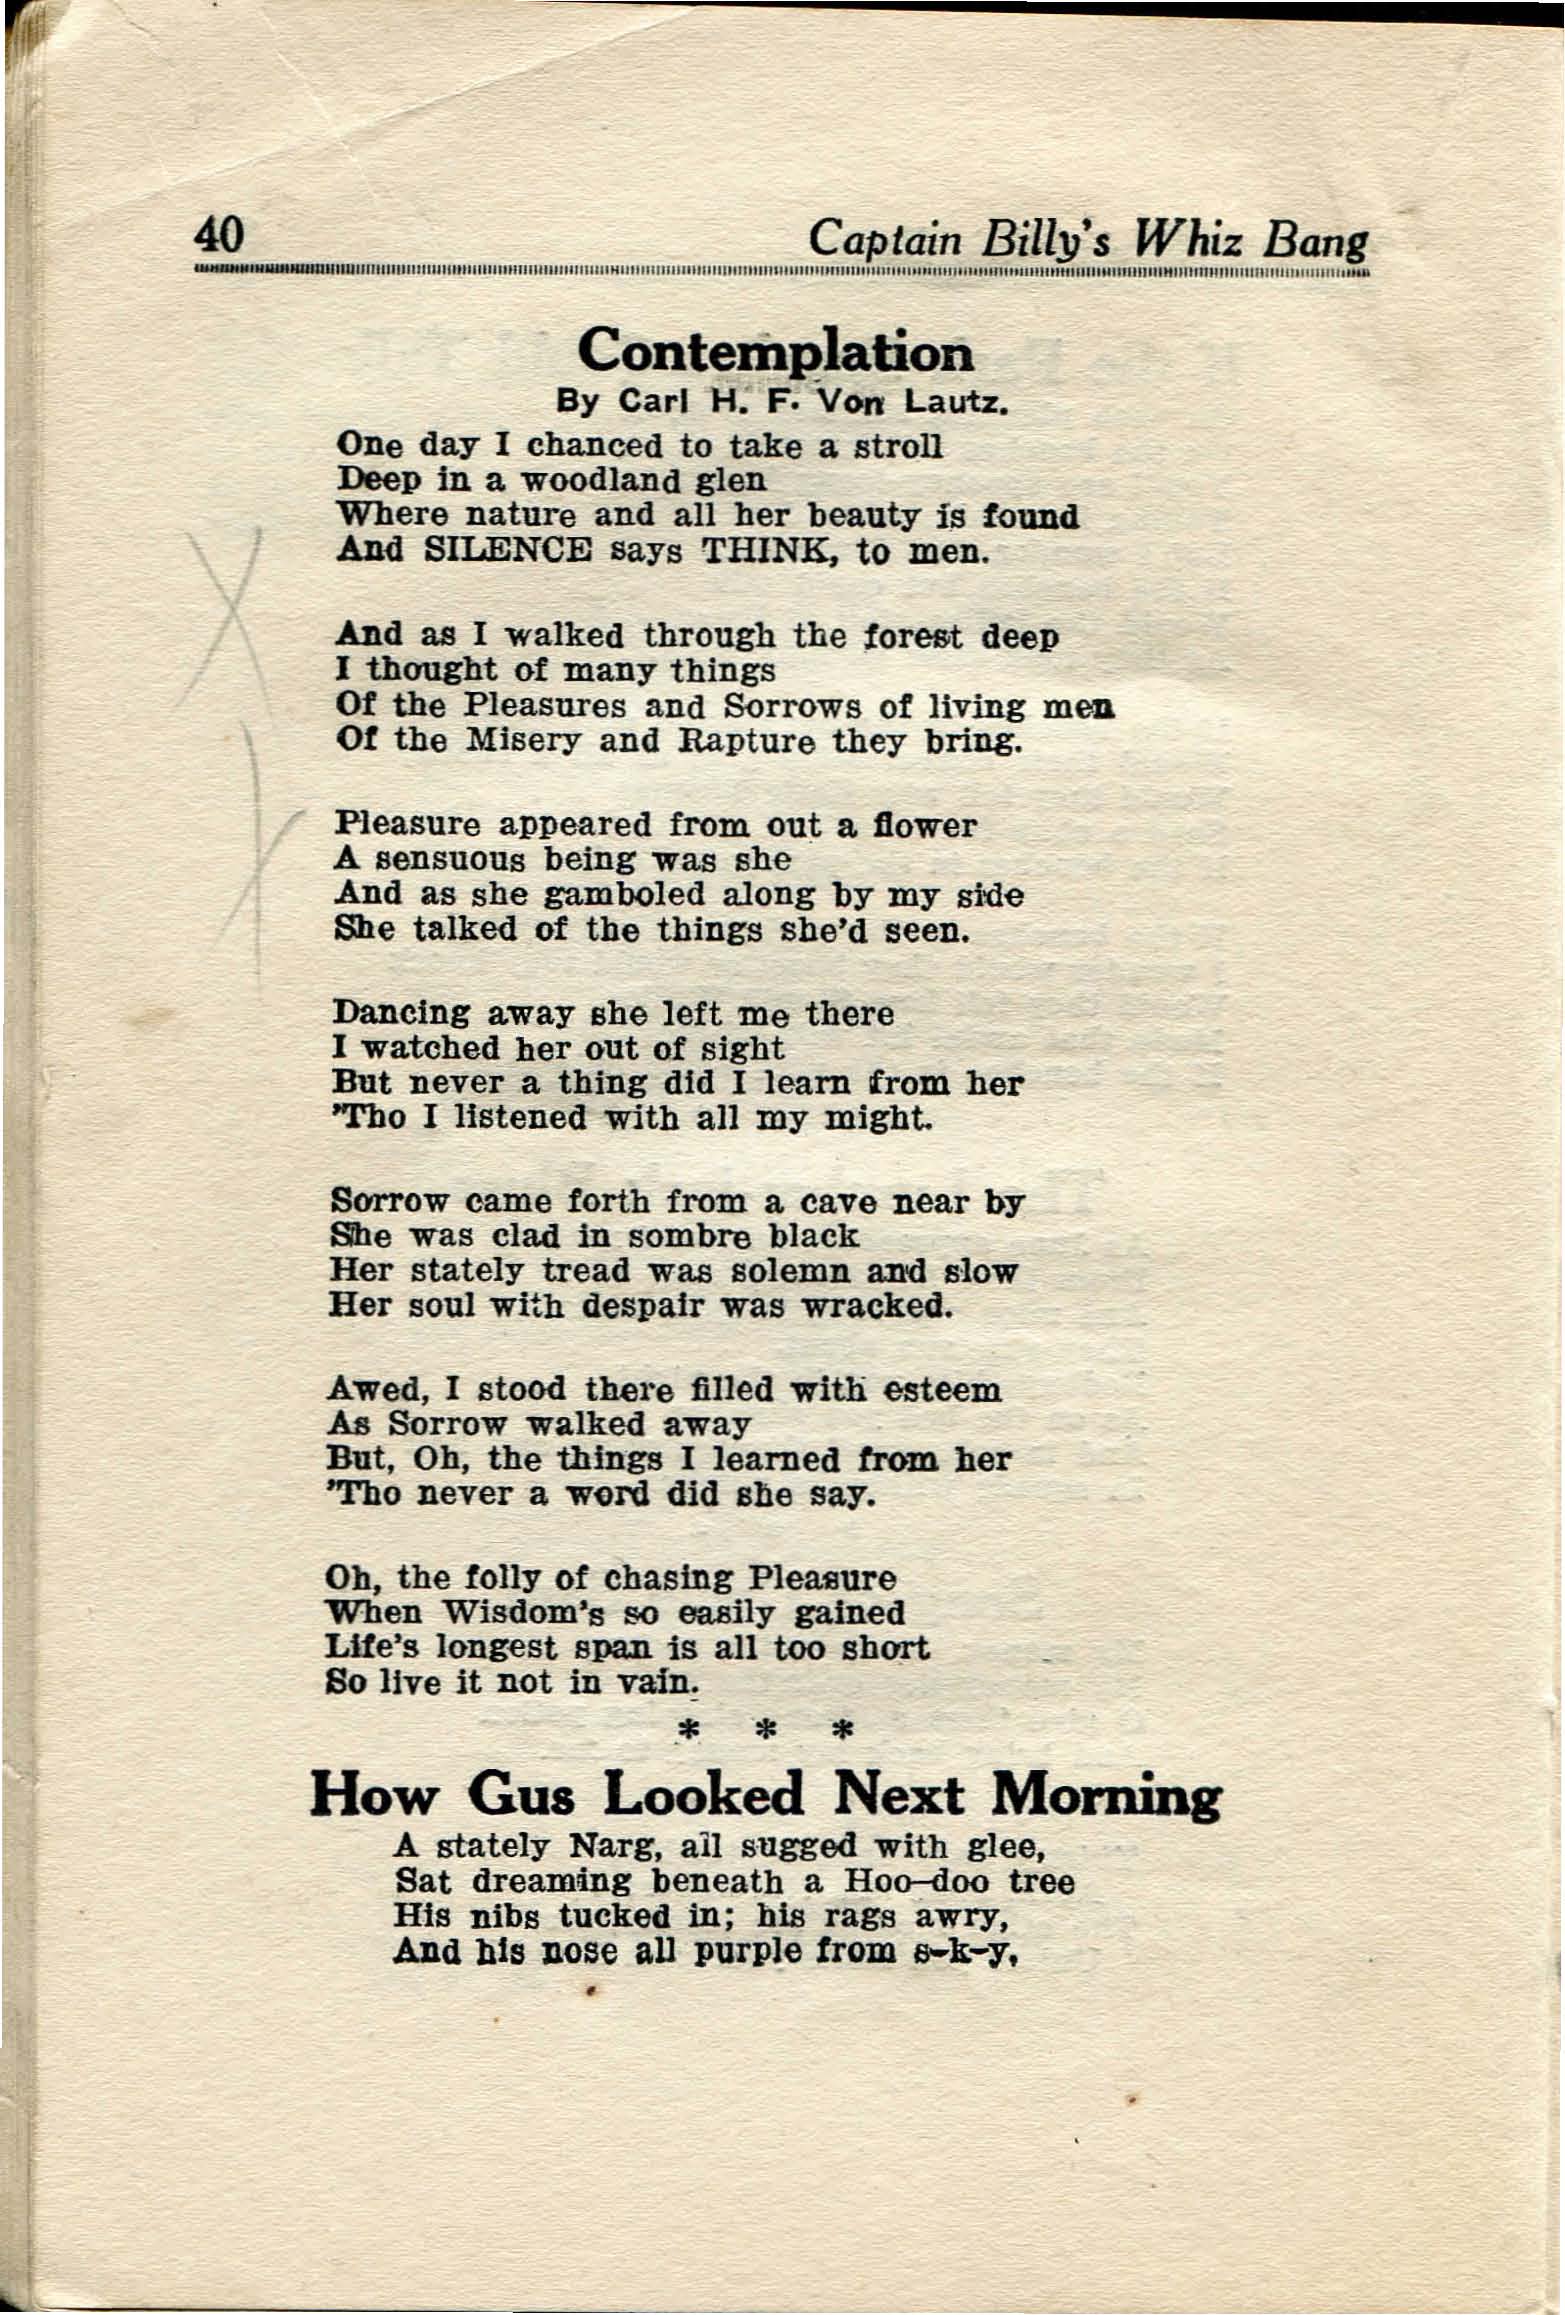 40
Captain Billy's Whiz Bang
Contemplation
By Carl H. F. Von Lautz.
One day I chanced to take a stroll
Deep in a woodland glen
Where nature and all her beauty is found
And SILENCE says THINK, to men.
And as I walked through the forest deep
I thought of many things
Of the Pleasures and Sorrows of living men
Of the Misery and Rapture they bring.
Pleasure appeared from out a flower
A sensuous being was she
And as she gamboled along by my side
She talked of the things she'd seen.
Dancing away she left me there
I watched her out of sight
But never a thing did I learn from her
'Tho I listened with all my might.
Sorrow came forth from a cave near by
She was clad in sombre black
Her stately tread was solemn and slow
Her soul with despair was wracked.
Awed, I stood there filled with esteem
As Sorrow walked away
But, Oh, the things I learned from her
'Tho never a word did she say.
Oh, the folly of chasing Pleasure
When Wisdom's so easily gained
Life's longest span is all too short
So live it not in vain.
* * *
How Gus Looked Next Morning
A stately Narg, all sugged with glee,
Sat dreaming beneath a Hoo-doo tree
His nibs tucked in; his rags awry,
And his nose all purple from s-k-y.